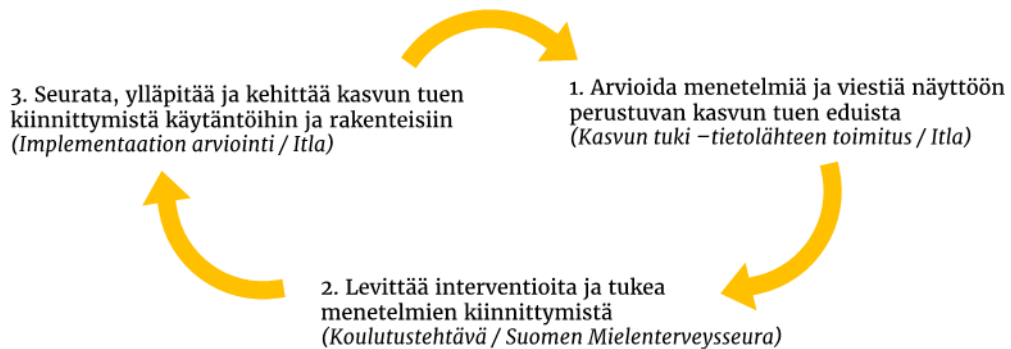 1. Arvioida menetelmiä ja viestiä näyttöön
perustuvan kasvun tuen eduista
(Kasvun tuki –tietolähteen toimitus / Itla)
2. Levittää interventioita ja tukea
menetelmien kiinnittymistä
(Koulutustehtävä / Suomen Mielenterveysseura)
3. Seurata, ylläpitää ja kehittää kasvun tuen
kiinnittymistä käytäntöihin ja rakenteisiin
(Implementaation arviointi / Itla)